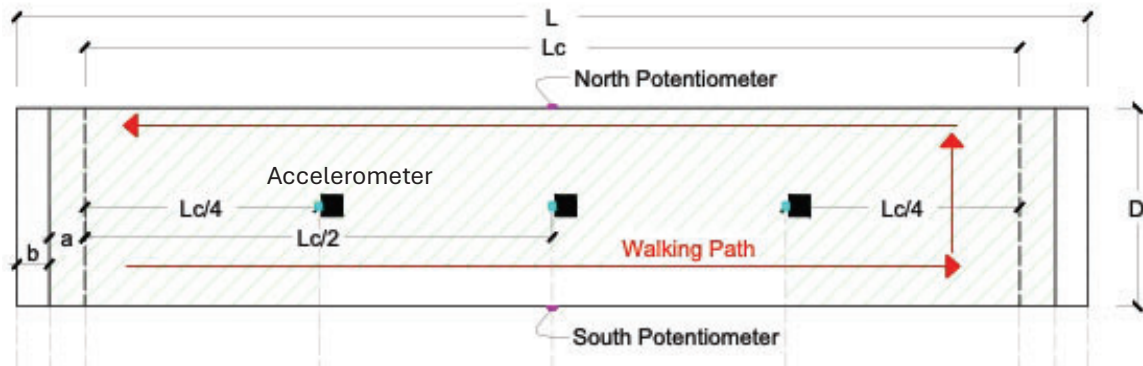 L
Lc
North Potentiometer
Accelerometer
Lc/4
Lc/4
D
a
Lc/2
b
Walking Path
South Potentiometer